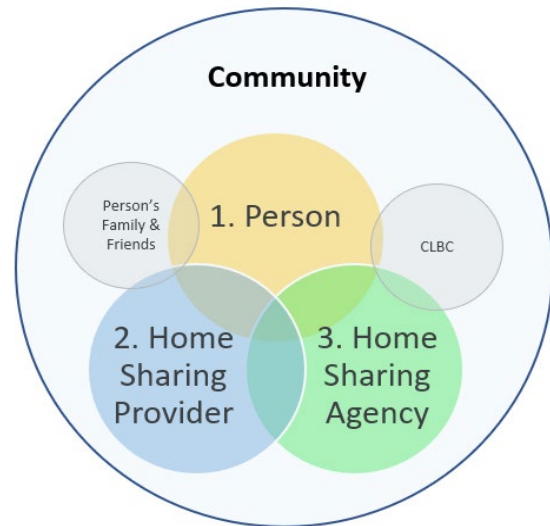 Community
Person's
Family &
Friends
1. Person
CLBC
2. Home
Sharing
Provider
3. Home
Sharing
Agency